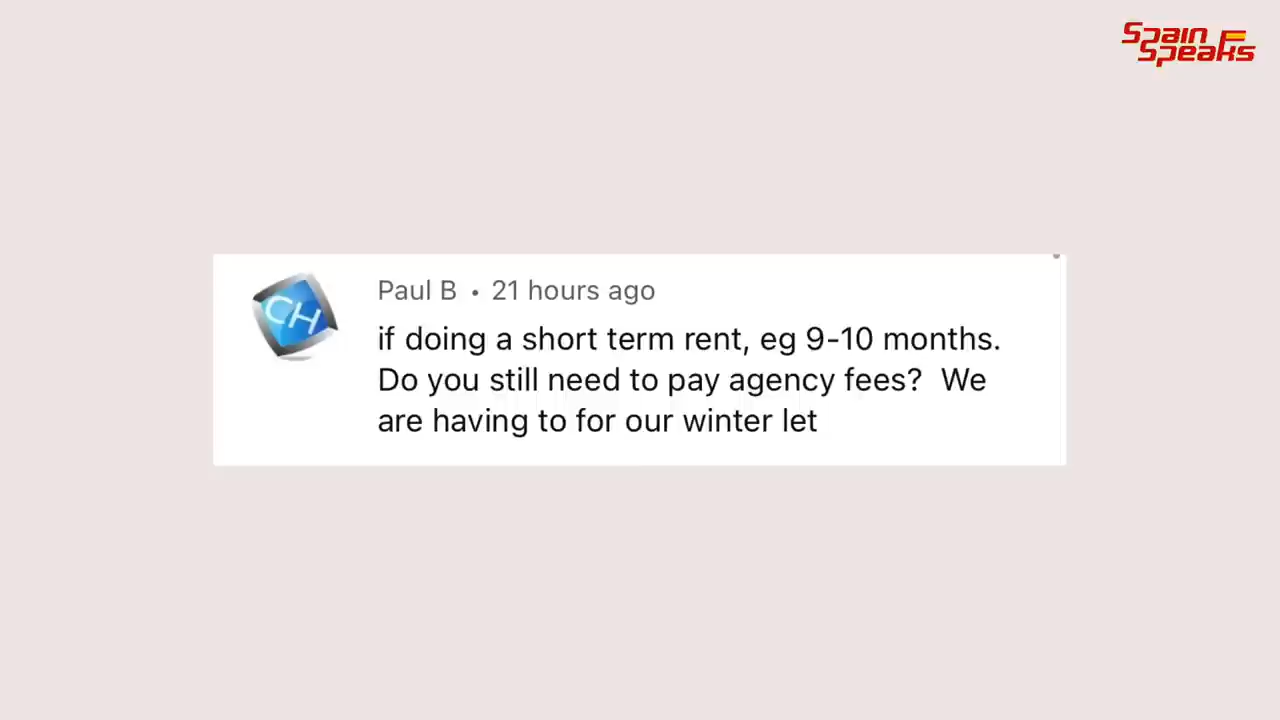 Spain
Speaks
CH
Paul B • 21 hours ago
if doing a short term rent, eg 9-10 months.
Do you still need to pay agency fees?  We
are having to for our winter let